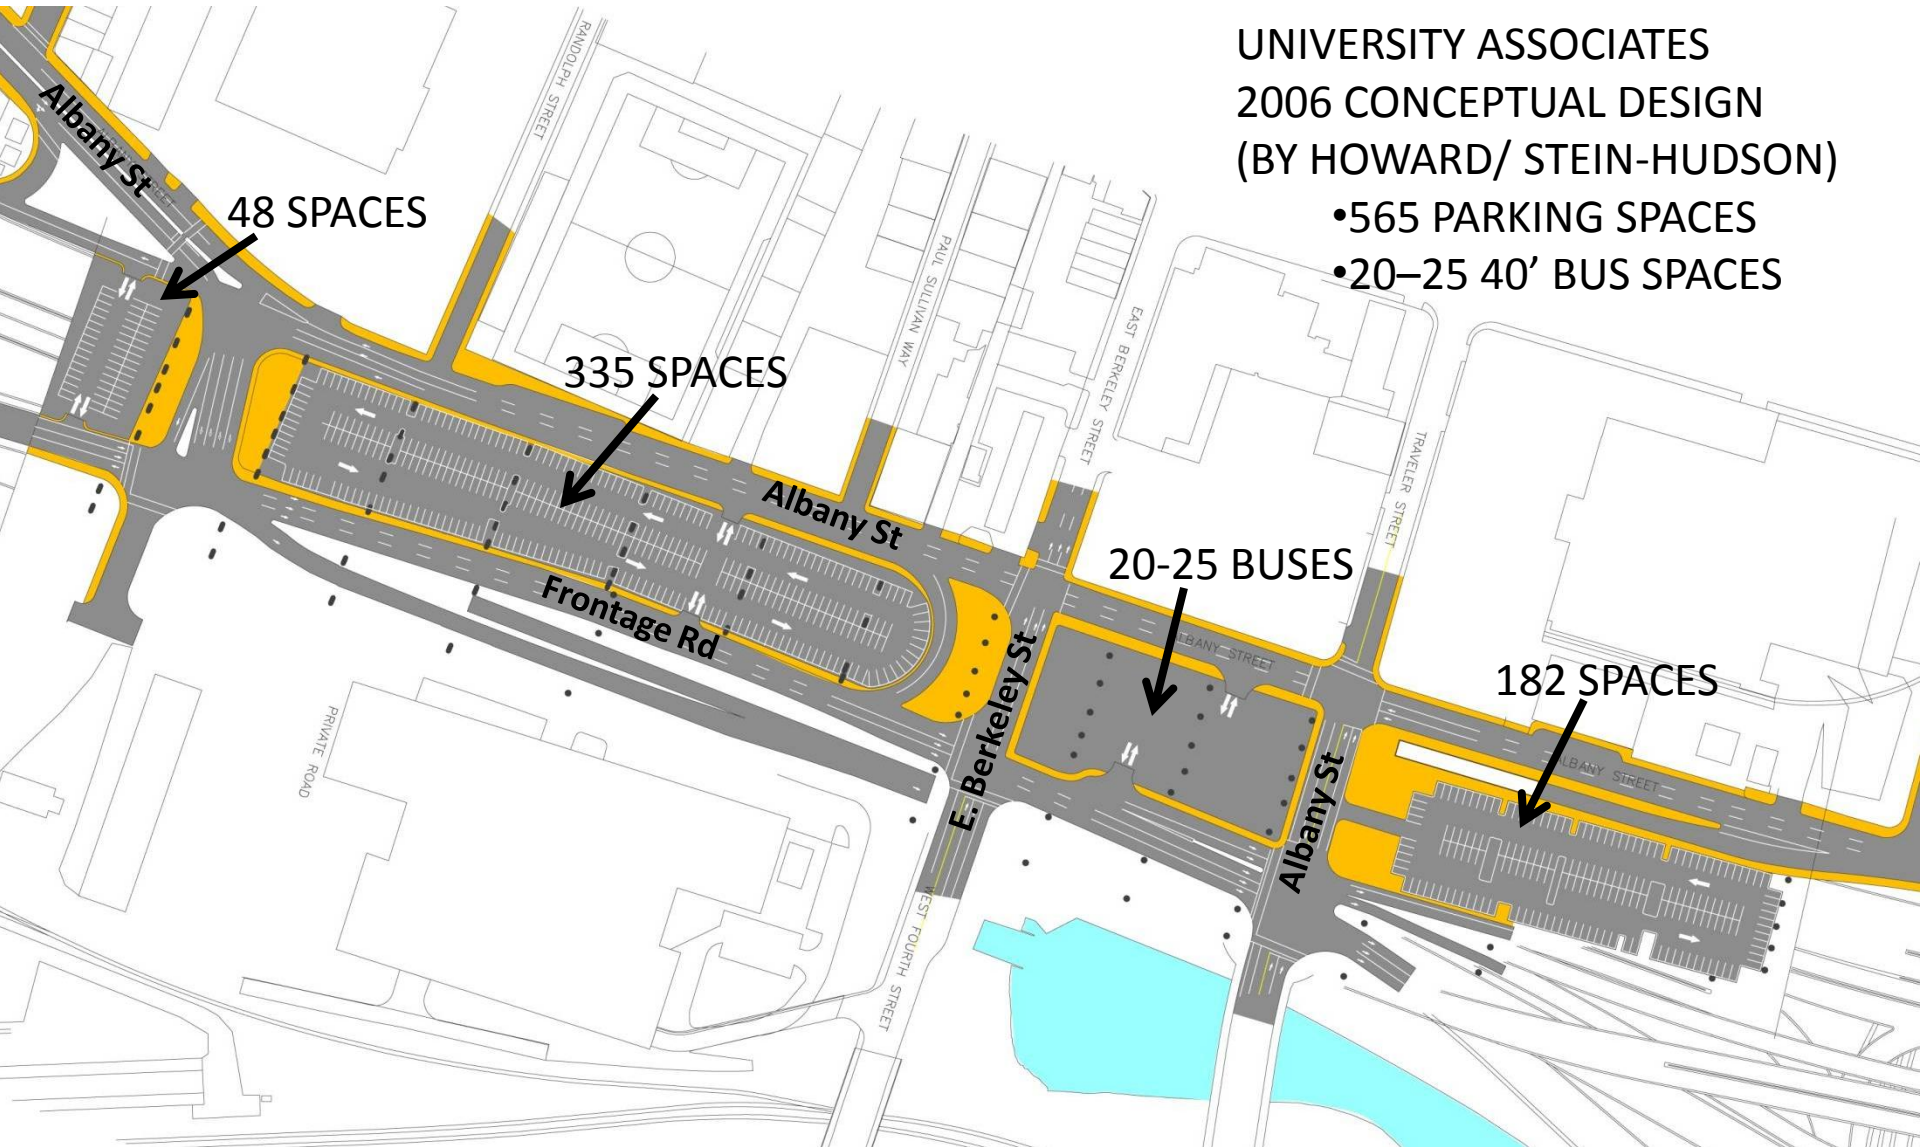 UNIVERSITY ASSOCIATES
2006 CONCEPTUAL DESIGN
(BY HOWARD/ STEIN-HUDSON)
•565 PARKING SPACES
•20–25 40’ BUS SPACES
RANDOLPH STREET
Albany St
48 SPACES
PAUL SULLIVAN WAY
EAST BERKELEY STREET
335 SPACES
TRAVELER STREET
Albany St
20-25 BUSES
Frontage Rd
E. Berkeley St
ALBANY STREET
182 SPACES
PRIVATE ROAD
Albany St
ALBANY STREET
WEST FOURTH STREET